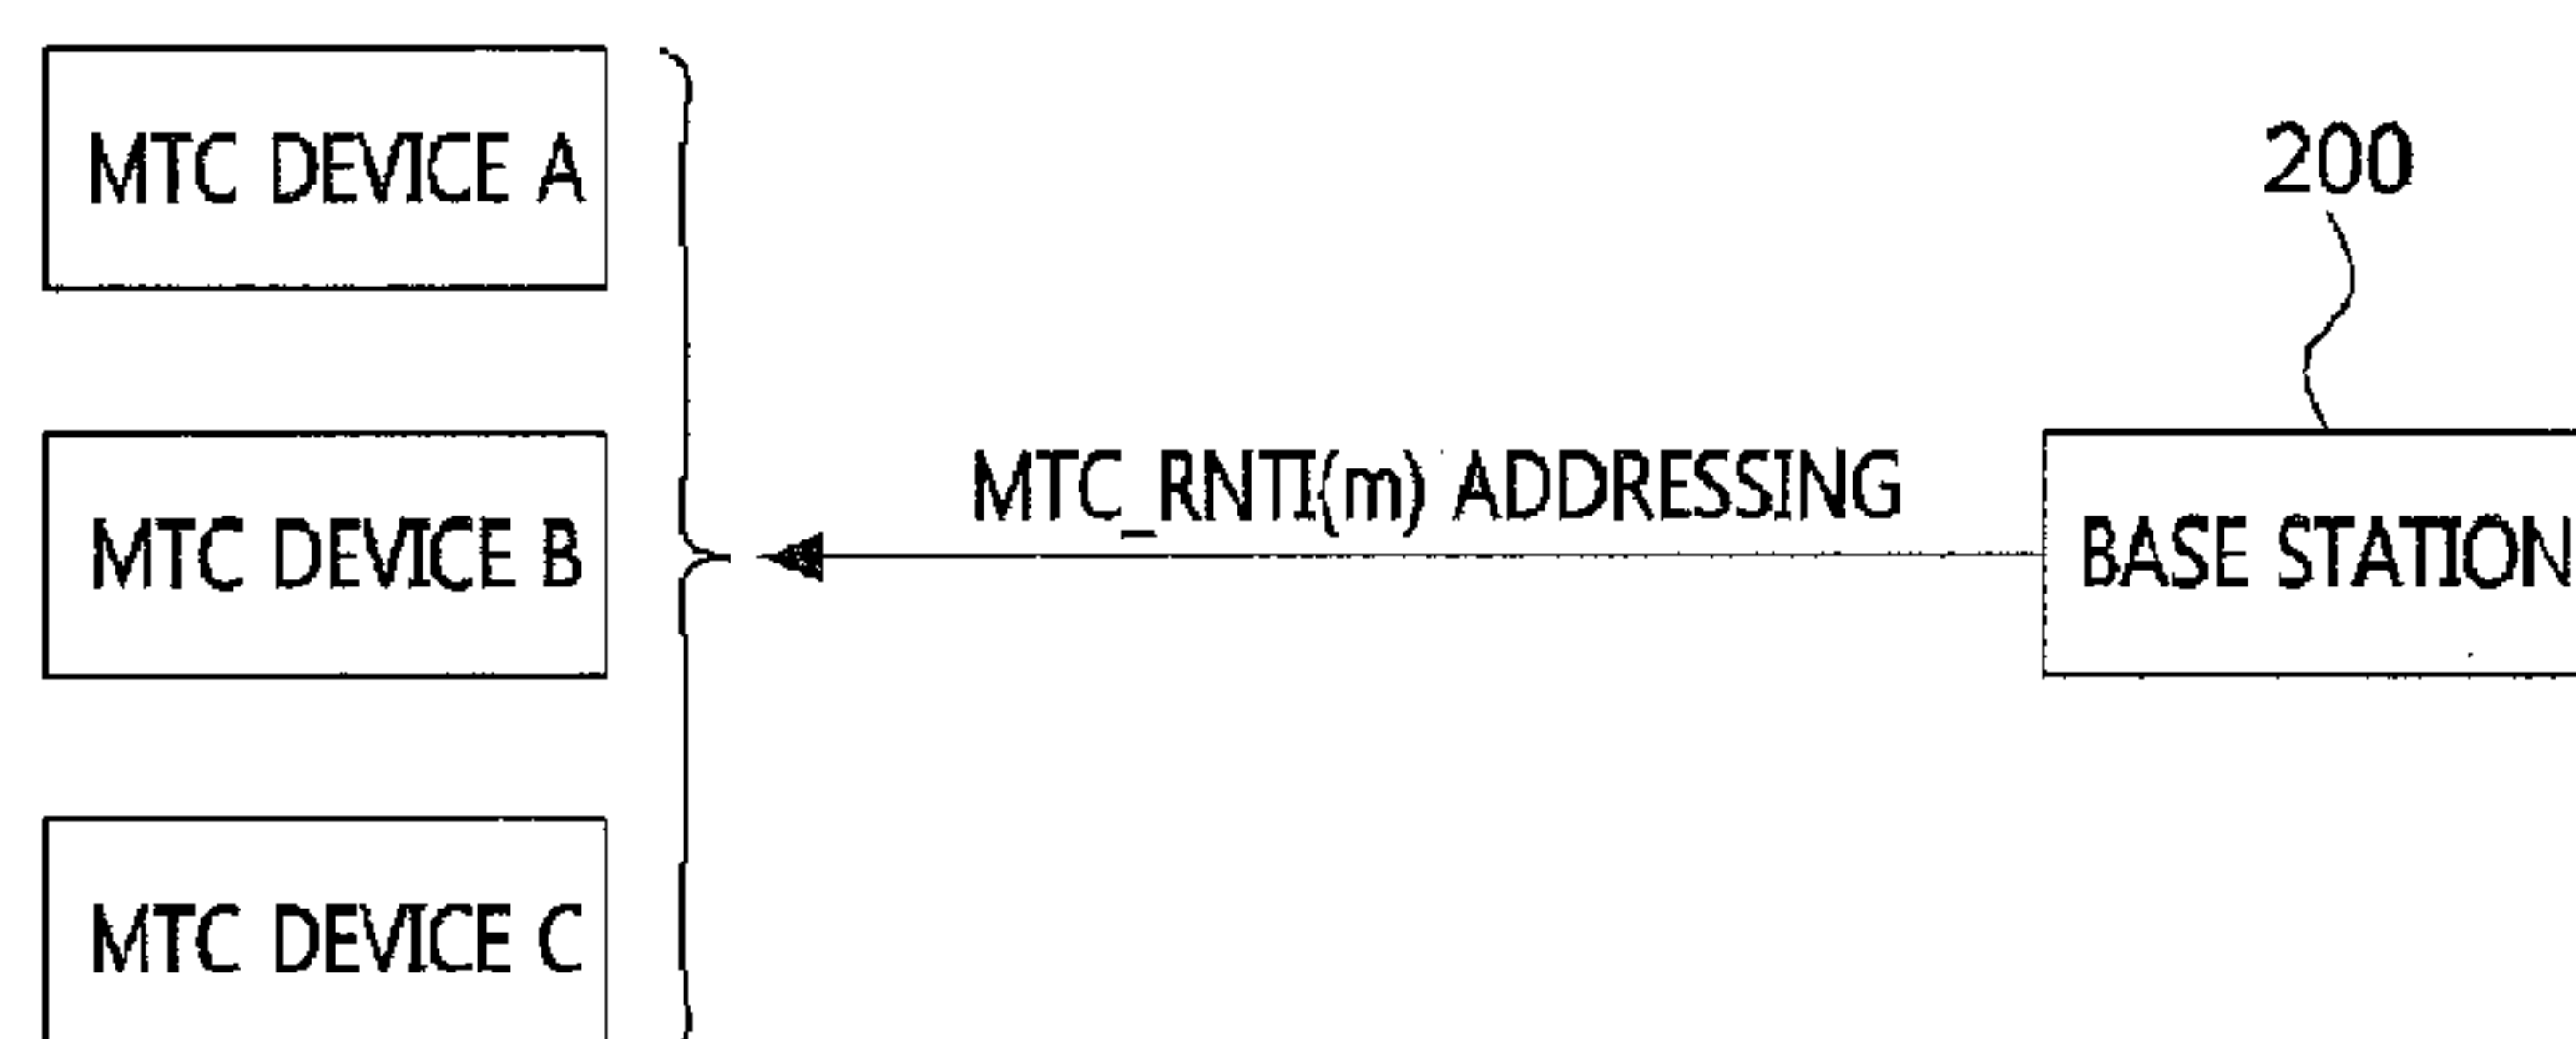 MTC DEVICE A
200
MTC_RNTI(m) ADDRESSING
MTC DEVICE B
BASE STATION
MTC DEVICE C